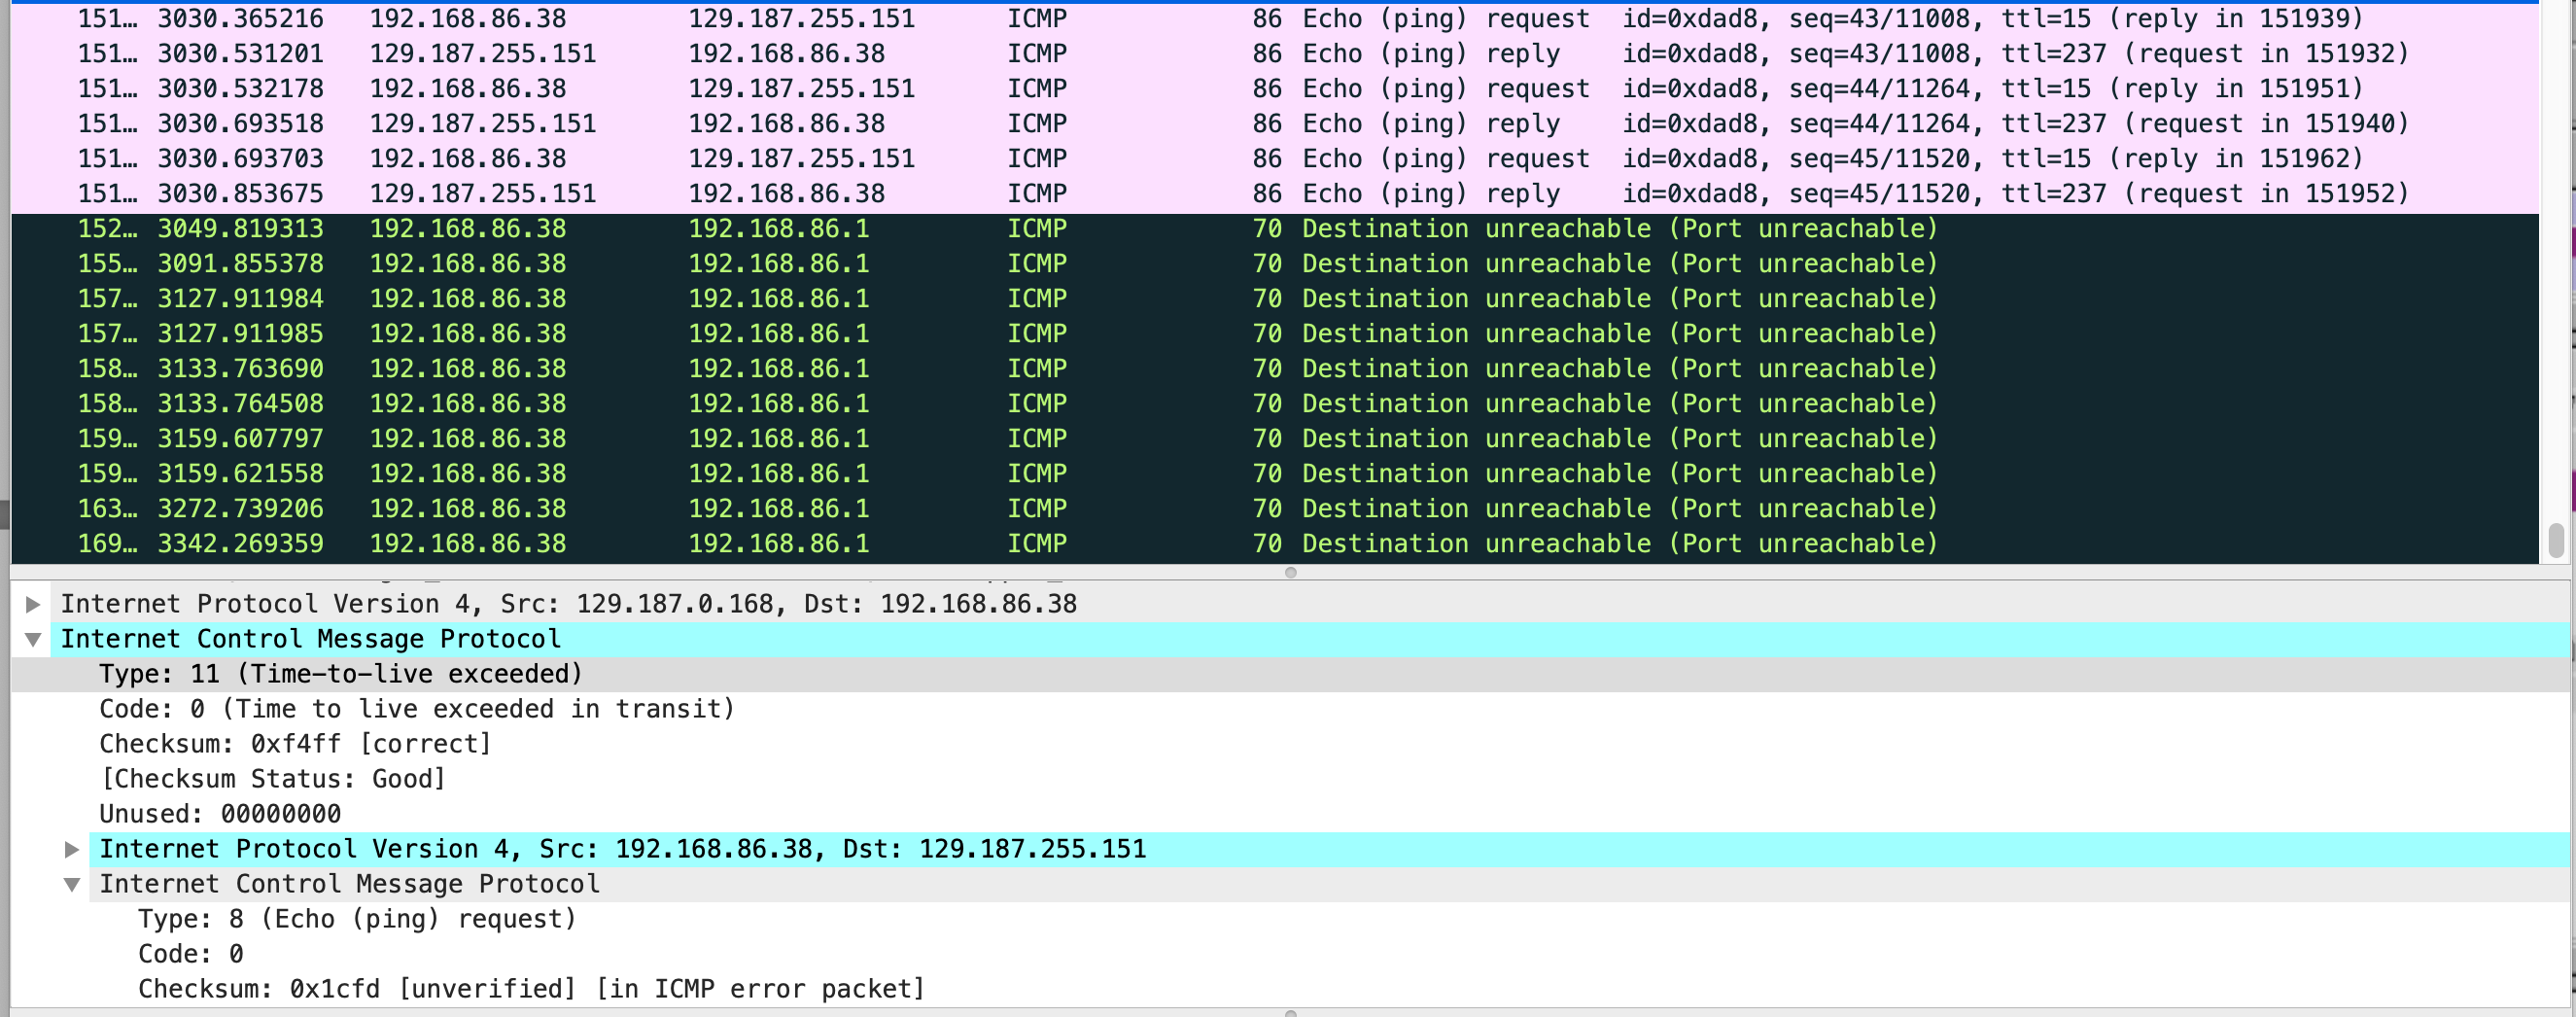 151… 3030.365216 192.168.86.38 129.187.255.151 ICMP 86 Echo (ping) request id=0xdad8, seq=43/11008, ttl=15 (reply in 151939)
151… 3030.531201 129.187.255.151 192.168.86.38 ICMP 86 Echo (ping) reply id=0xdad8, seq=43/11008, ttl=237 (request in 151932)
151… 3030.532178 192.168.86.38 129.187.255.151 ICMP 86 Echo (ping) request id=0xdad8, seq=44/11264, ttl=15 (reply in 151951)
151… 3030.693518 129.187.255.151 192.168.86.38 ICMP 86 Echo (ping) reply id=0xdad8, seq=44/11264, ttl=237 (request in 151940)
151… 3030.693703 192.168.86.38 129.187.255.151 ICMP 86 Echo (ping) request id=0xdad8, seq=45/11520, ttl=15 (reply in 151962)
151… 3030.853675 129.187.255.151 192.168.86.38 ICMP 86 Echo (ping) reply id=0xdad8, seq=45/11520, ttl=237 (request in 151952)
152… 3049.819313 192.168.86.38 192.168.86.1 ICMP 70 Destination unreachable (Port unreachable)
155… 3091.855378 192.168.86.38 192.168.86.1 ICMP 70 Destination unreachable (Port unreachable)
157… 3127.911984 192.168.86.38 192.168.86.1 ICMP 70 Destination unreachable (Port unreachable)
157… 3127.911985 192.168.86.38 192.168.86.1 ICMP 70 Destination unreachable (Port unreachable)
158… 3133.763690 192.168.86.38 192.168.86.1 ICMP 70 Destination unreachable (Port unreachable)
158… 3133.764508 192.168.86.38 192.168.86.1 ICMP 70 Destination unreachable (Port unreachable)
159… 3159.607797 192.168.86.38 192.168.86.1 ICMP 70 Destination unreachable (Port unreachable)
159… 3159.621558 192.168.86.38 192.168.86.1 ICMP 70 Destination unreachable (Port unreachable)
163… 3272.739206 192.168.86.38 192.168.86.1 ICMP 70 Destination unreachable (Port unreachable)
169… 3342.269359 192.168.86.38 192.168.86.1 ICMP 70 Destination unreachable (Port unreachable)
Internet Protocol Version 4, Src: 129.187.0.168, Dst: 192.168.86.38
Internet Control Message Protocol
Type: 11 (Time-to-live exceeded)
Code: 0 (Time to live exceeded in transit)
Checksum: 0xf4ff [correct]
[Checksum Status: Good]
Unused: 00000000
Internet Protocol Version 4, Src: 192.168.86.38, Dst: 129.187.255.151
Internet Control Message Protocol
Type: 8 (Echo (ping) request)
Code: 0
Checksum: 0x1cfd [unverified] [in ICMP error packet]